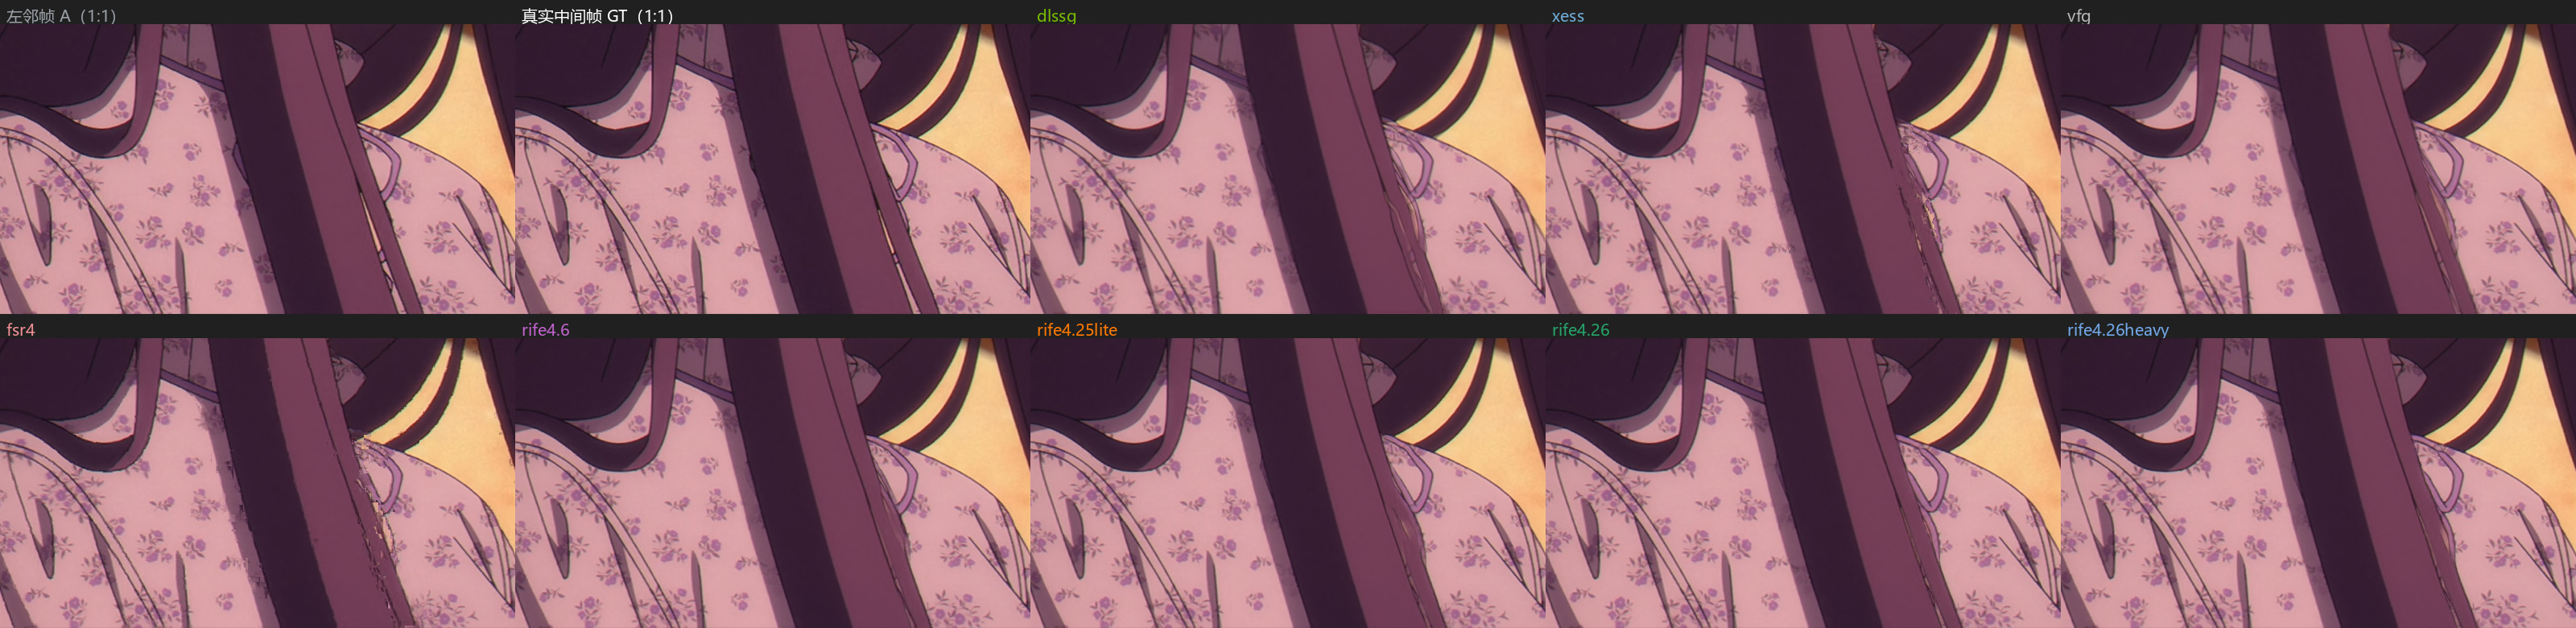 左邻帧 A（1:1）
真实中间帧 GT（1:1）
dlssg
xess
vfg
fsr4
rife4.6
rife4.25lite
rife4.26
rife4.26heavy